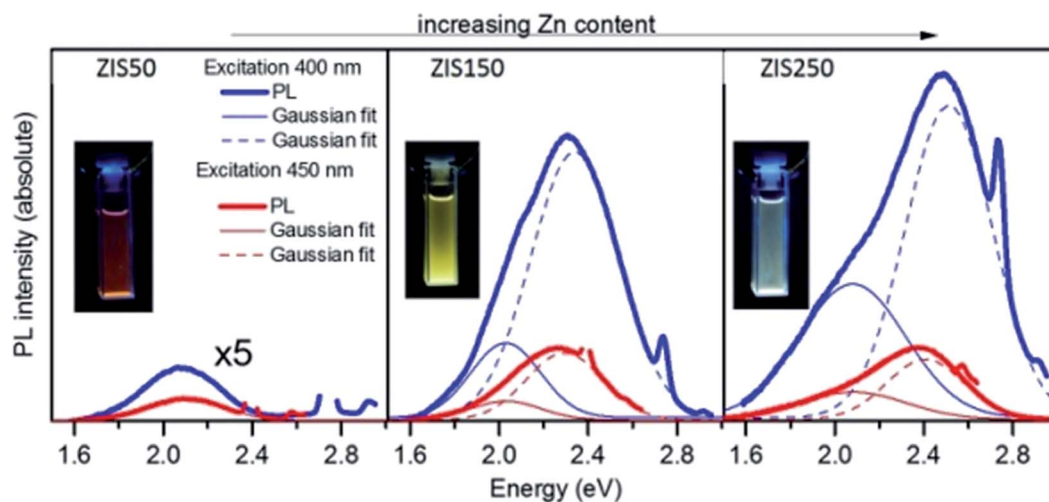 increasing Zn content
ZIS50
Excitation 400 nm
PL
Gaussian fit
Gaussian fit
Excitation 450 nm
PL
Gaussian fit
Gaussian fit
x5
ZIS150
ZIS250
PL intensity (absolute)
1.6 2.0 2.4 2.8 1.6 2.0 2.4 2.8 1.6 2.0 2.4 2.8
Energy (eV)